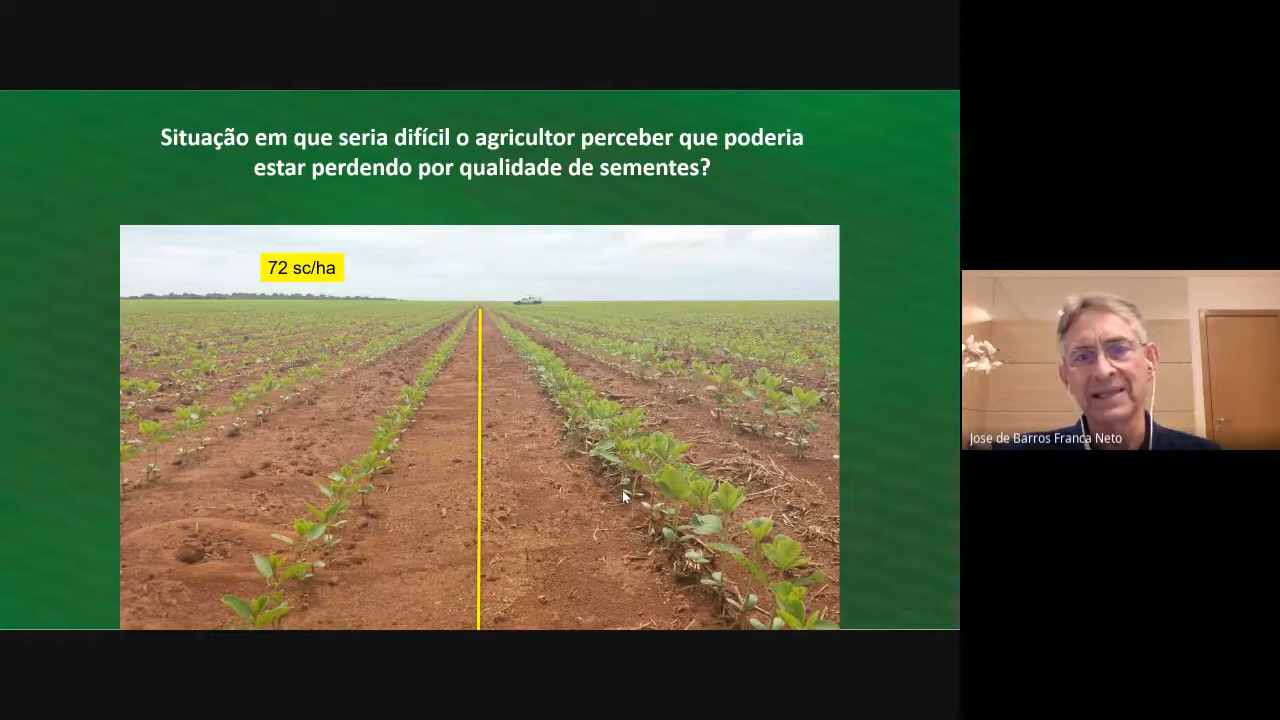 Situação em que seria difícil o agricultor perceber que poderia
estar perdendo por qualidade de sementes?
72 sc/ha
Jose de Barros Franca Neto